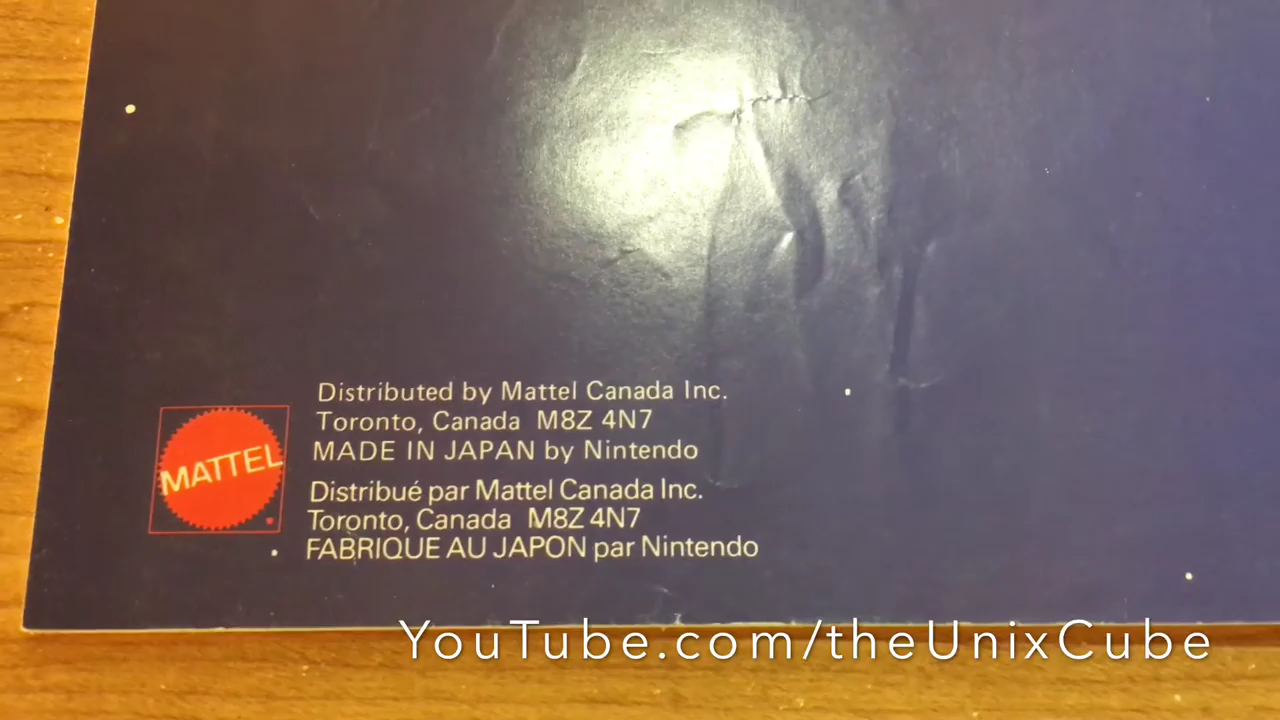 Distributed by Mattel Canada Inc.
Toronto, Canada M8Z 4N7
MADE IN JAPAN by Nintendo
MATTEL
Distribué par Mattel Canada Inc.
Toronto, Canada M8Z 4N7
FABRIQUE AU JAPON par Nintendo
YouTube.com/theUnixCube